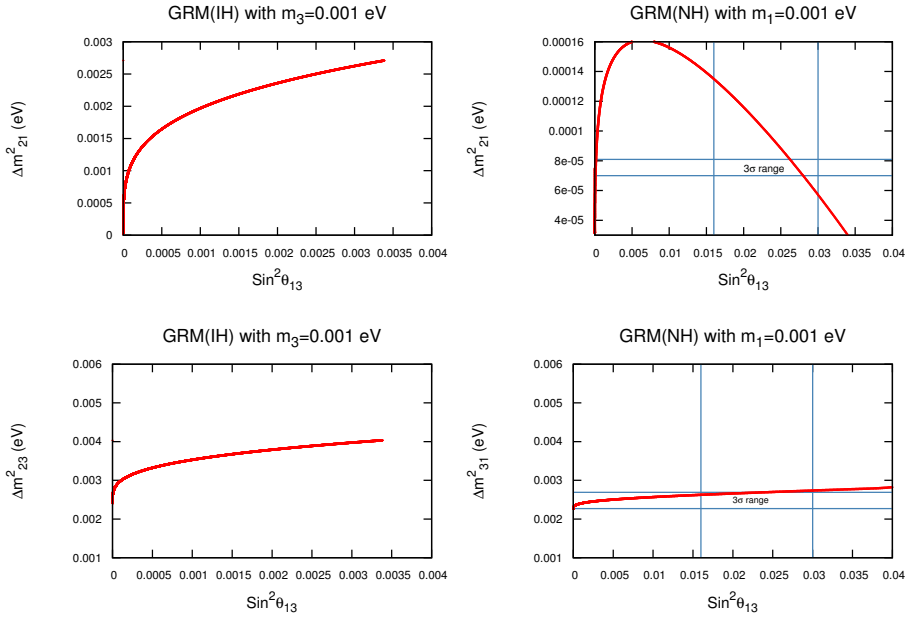 GRM(IH) with m3=0.001 eV
Δm²21 (eV)
0.003
0.0025
0.002
0.0015
0.001
0.0005
0
0 0.0005 0.001 0.0015 0.002 0.0025 0.003 0.0035 0.004
Sin²θ13
GRM(NH) with m1=0.001 eV
Δm²21 (eV)
0.00016
0.00014
0.00012
0.0001
8e-05
6e-05
4e-05
3σ range
0 0.005 0.01 0.015 0.02 0.025 0.03 0.035 0.04
Sin²θ13
GRM(IH) with m3=0.001 eV
Δm²23 (eV)
0.006
0.005
0.004
0.003
0.002
0.001
0 0.0005 0.001 0.0015 0.002 0.0025 0.003 0.0035 0.004
Sin²θ13
GRM(NH) with m1=0.001 eV
Δm²31 (eV)
0.006
0.005
0.004
0.003
0.002
0.001
3σ range
0 0.005 0.01 0.015 0.02 0.025 0.03 0.035 0.04
Sin²θ13